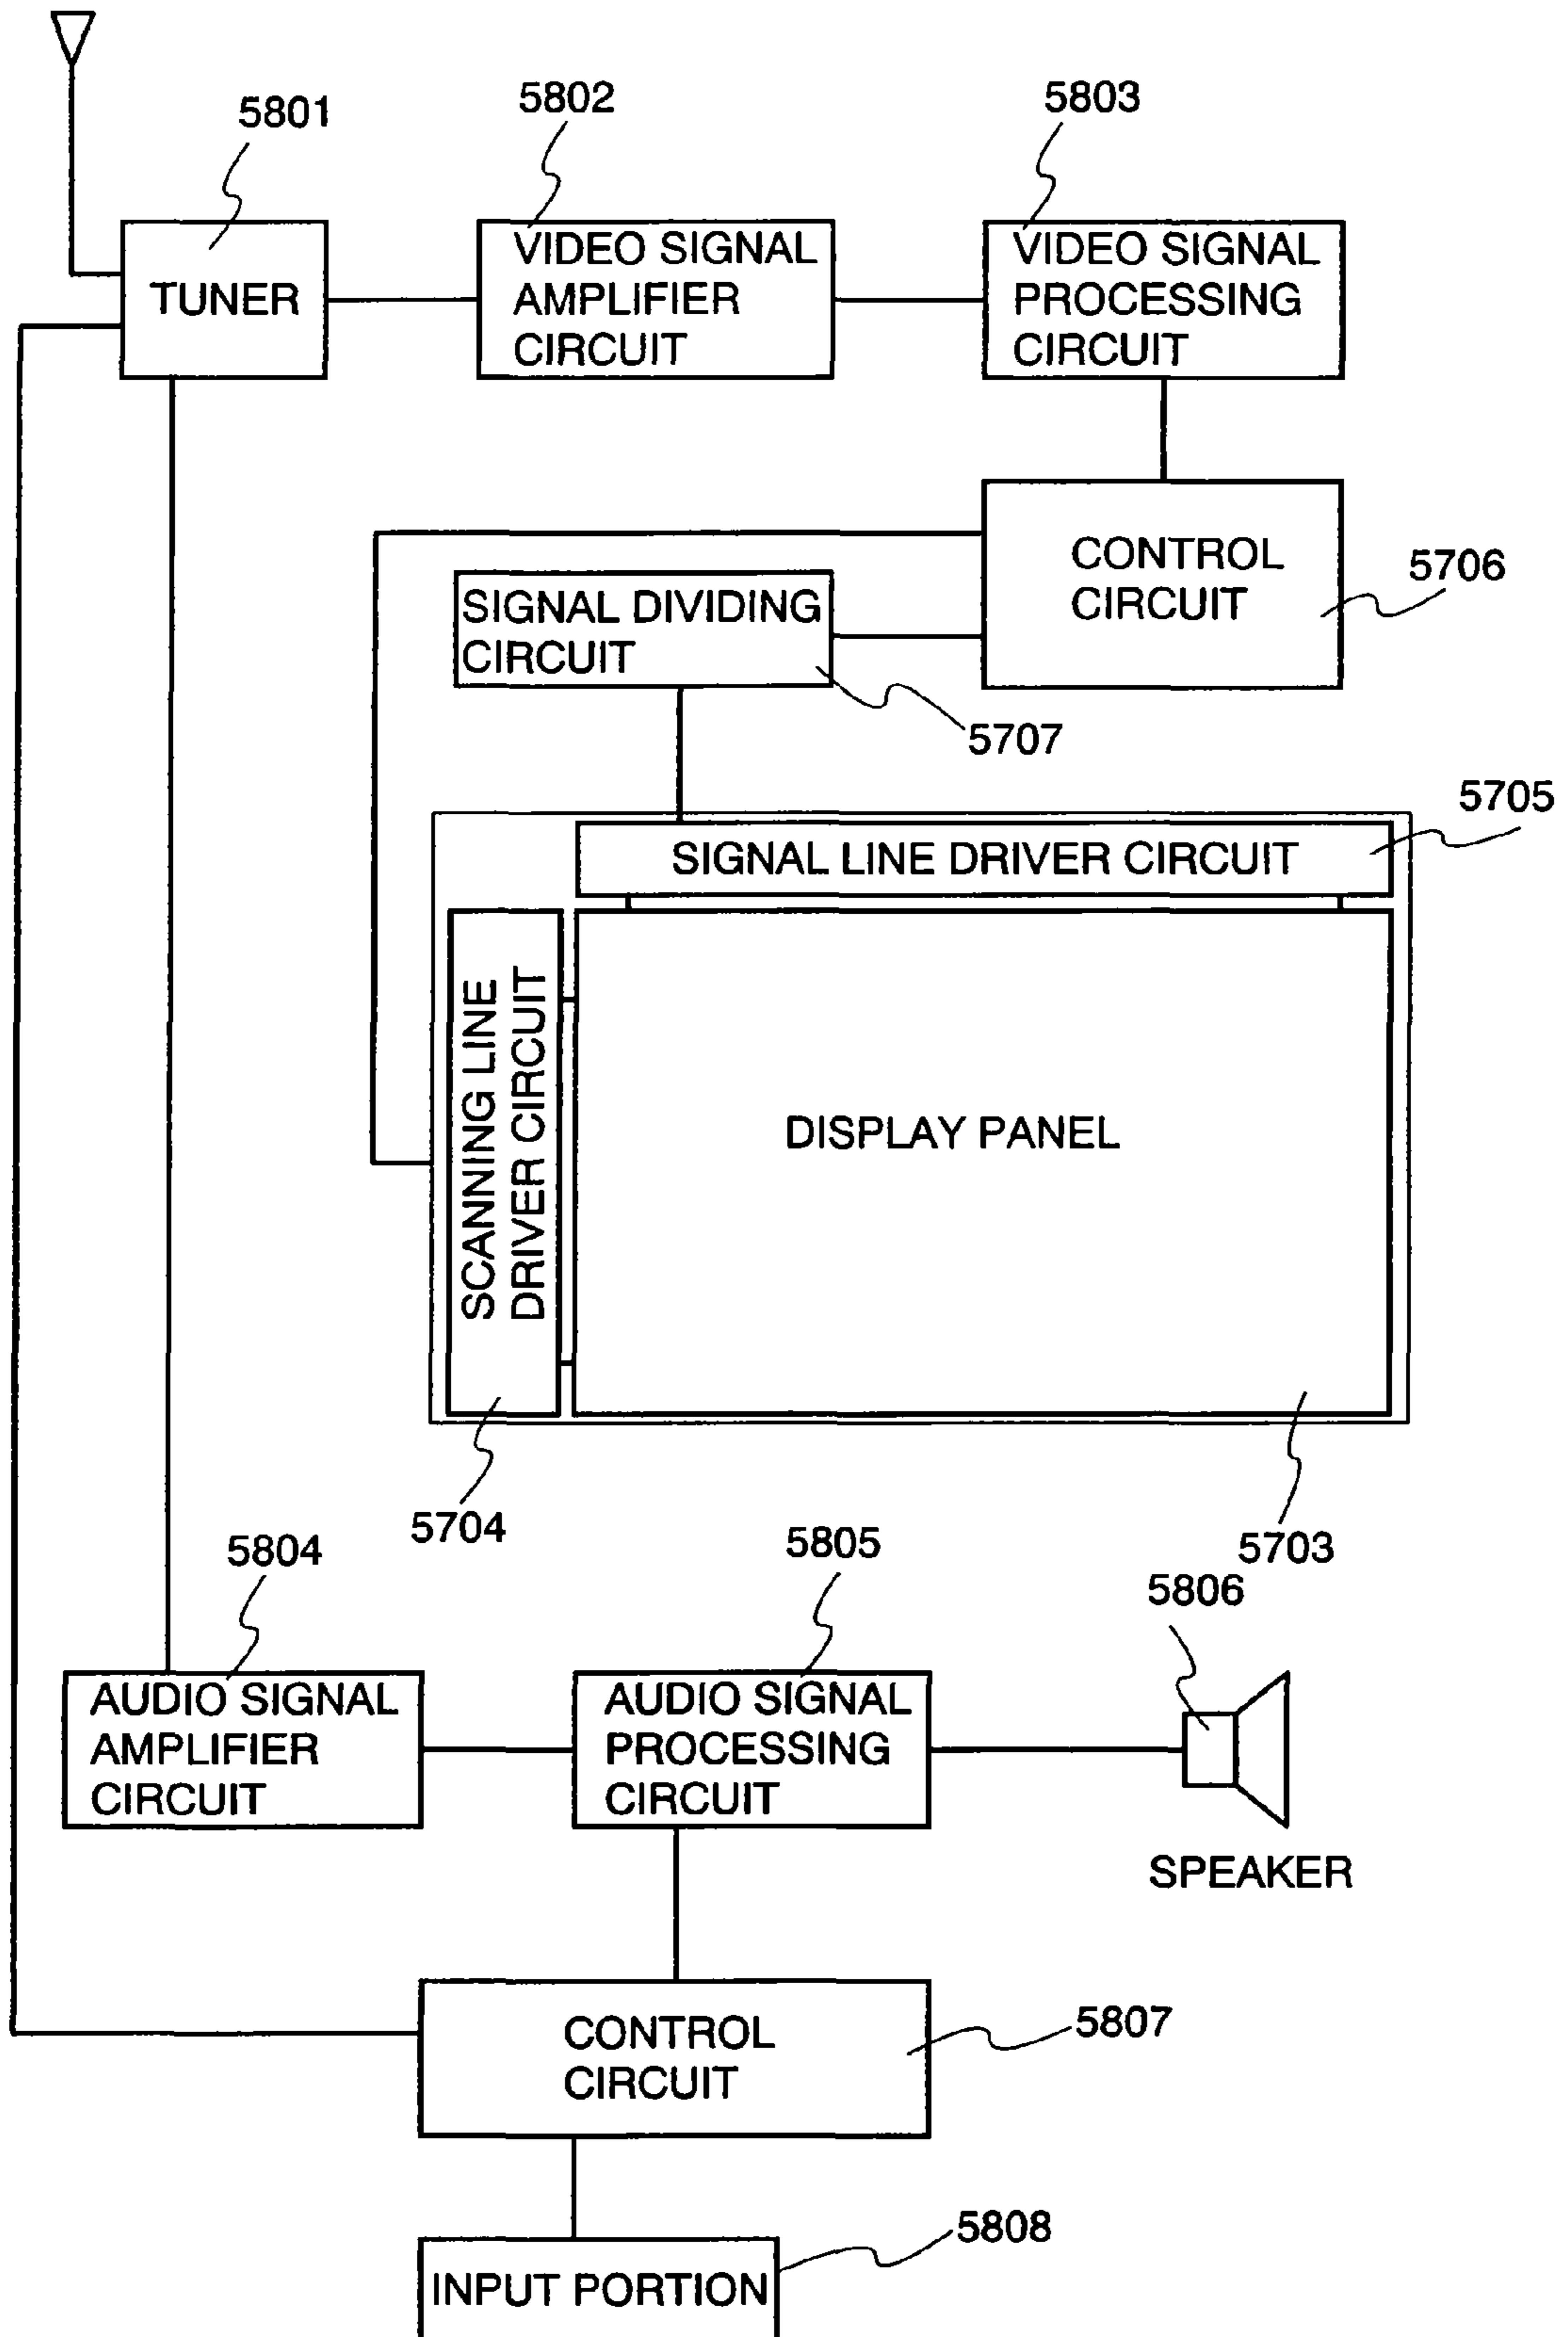 5801
5802
5803
TUNER
VIDEO SIGNAL
AMPLIFIER
CIRCUIT
VIDEO SIGNAL
PROCESSING
CIRCUIT
CONTROL
CIRCUIT
5706
SIGNAL DIVIDING
CIRCUIT
5707
5705
SIGNAL LINE DRIVER CIRCUIT
SCANNING LINE
DRIVER CIRCUIT
DISPLAY PANEL
5704
5703
5804
5805
5806
AUDIO SIGNAL
AMPLIFIER
CIRCUIT
AUDIO SIGNAL
PROCESSING
CIRCUIT
SPEAKER
CONTROL
CIRCUIT
5807
5808
INPUT PORTION